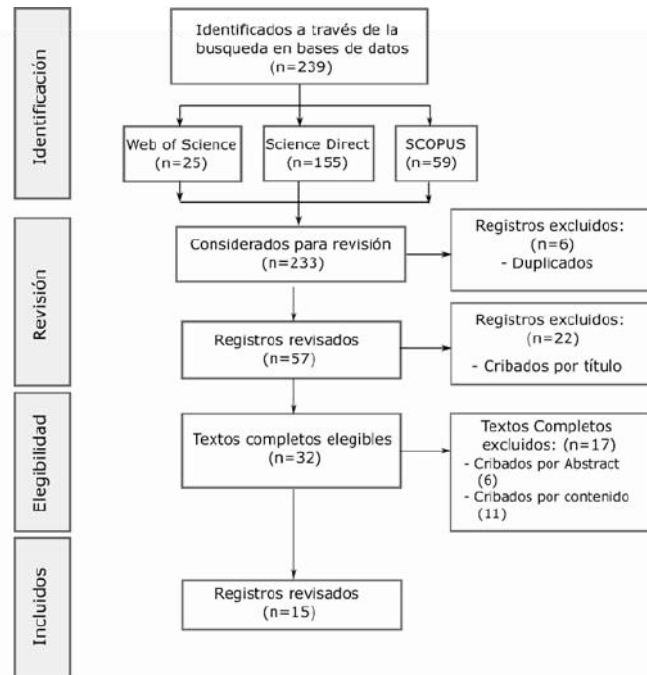 Identificación
Identificados a través de la
busqueda en bases de datos
(n=239)
Web of Science
(n=25)
Science Direct
(n=155)
SCOPUS
(n=59)
Revisión
Considerados para revisión
(n=233)
Registros excluidos:
(n=6)
- Duplicados
Registros revisados
(n=57)
Registros excluidos:
(n=22)
- Cribados por título
Elegibilidad
Textos completos elegibles
(n=32)
Textos Completos
excluidos: (n=17)
- Cribados por Abstract
(6)
- Cribados por contenido
(11)
Incluidos
Registros revisados
(n=15)